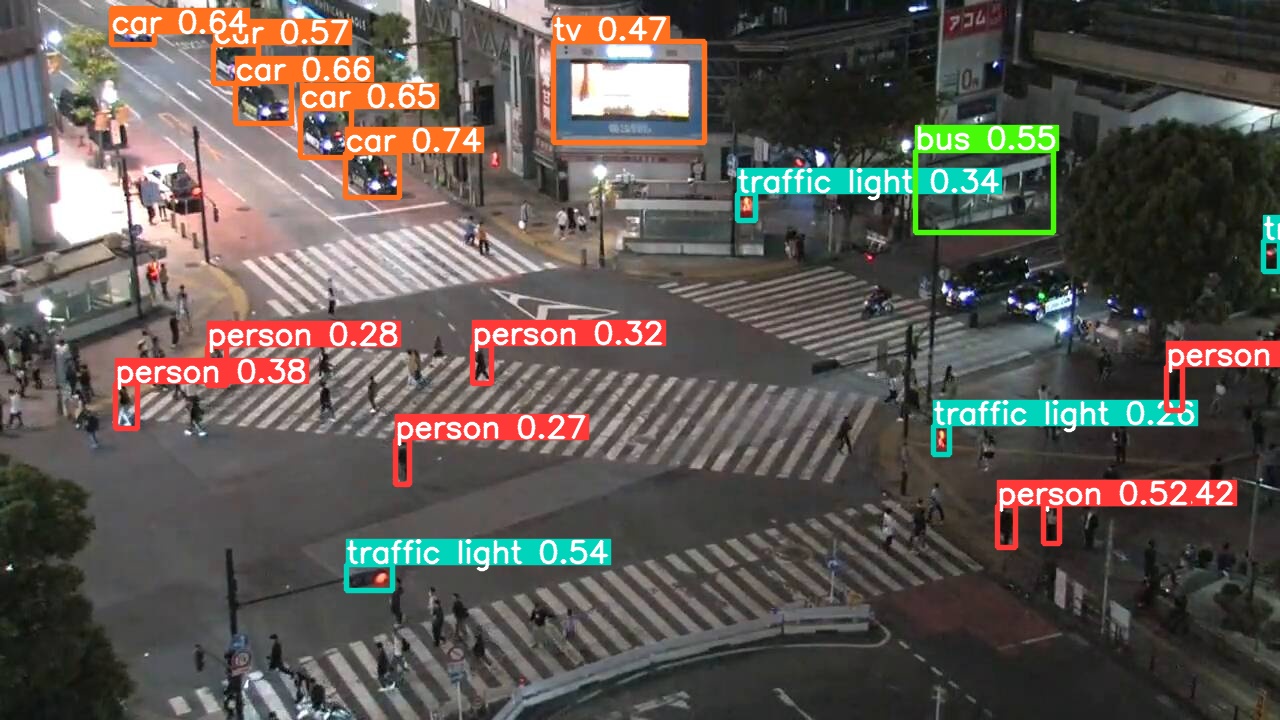 car 0.64
car 0.57
car 0.66
car 0.65
car 0.74
tv 0.47
アコム
bus 0.55
traffic light 0.34
tr
person 0.28
person 0.32
person 0.38
person
traffic light 0.26
person 0.27
person 0.52
.42
traffic light 0.54